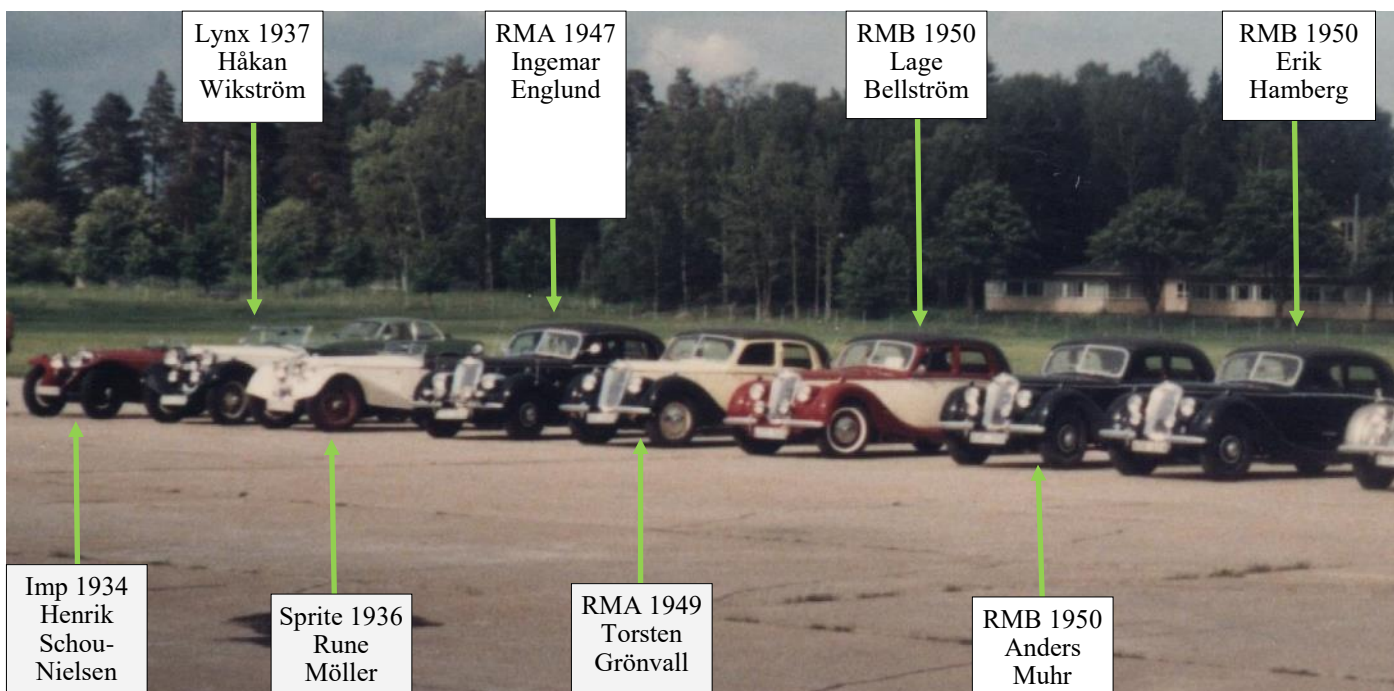 Lynx 1937
Håkan
Wikström
RMA 1947
Ingemar
Englund
RMB 1950
Lage
Bellström
RMB 1950
Erik
Hamberg
Imp 1934
Henrik
Schou-
Nielsen
Sprite 1936
Rune
Möller
RMA 1949
Torsten
Grönvall
RMB 1950
Anders
Muhr